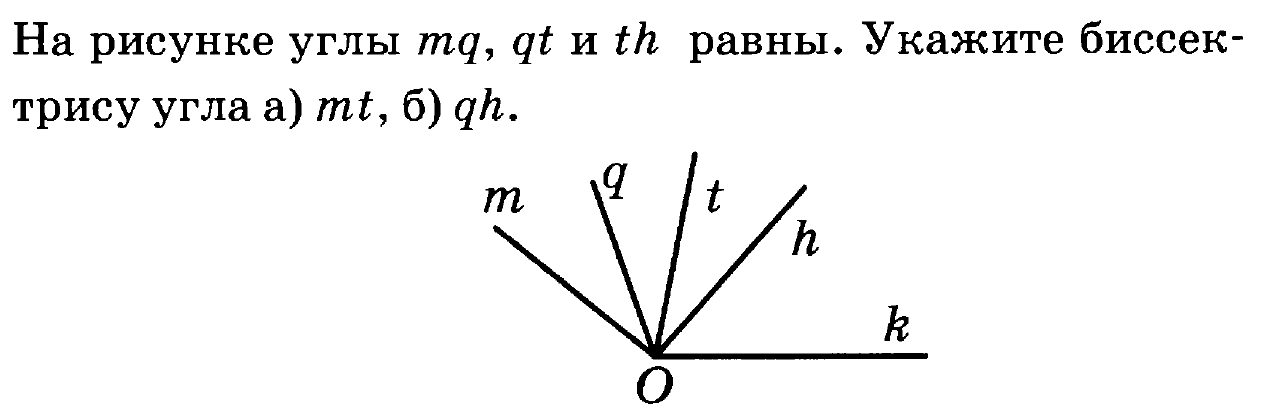 На рисунке углы mq, qt и th равны. Укажите биссек-
трису угла а) mt, б) qh.
m q t h
k
O